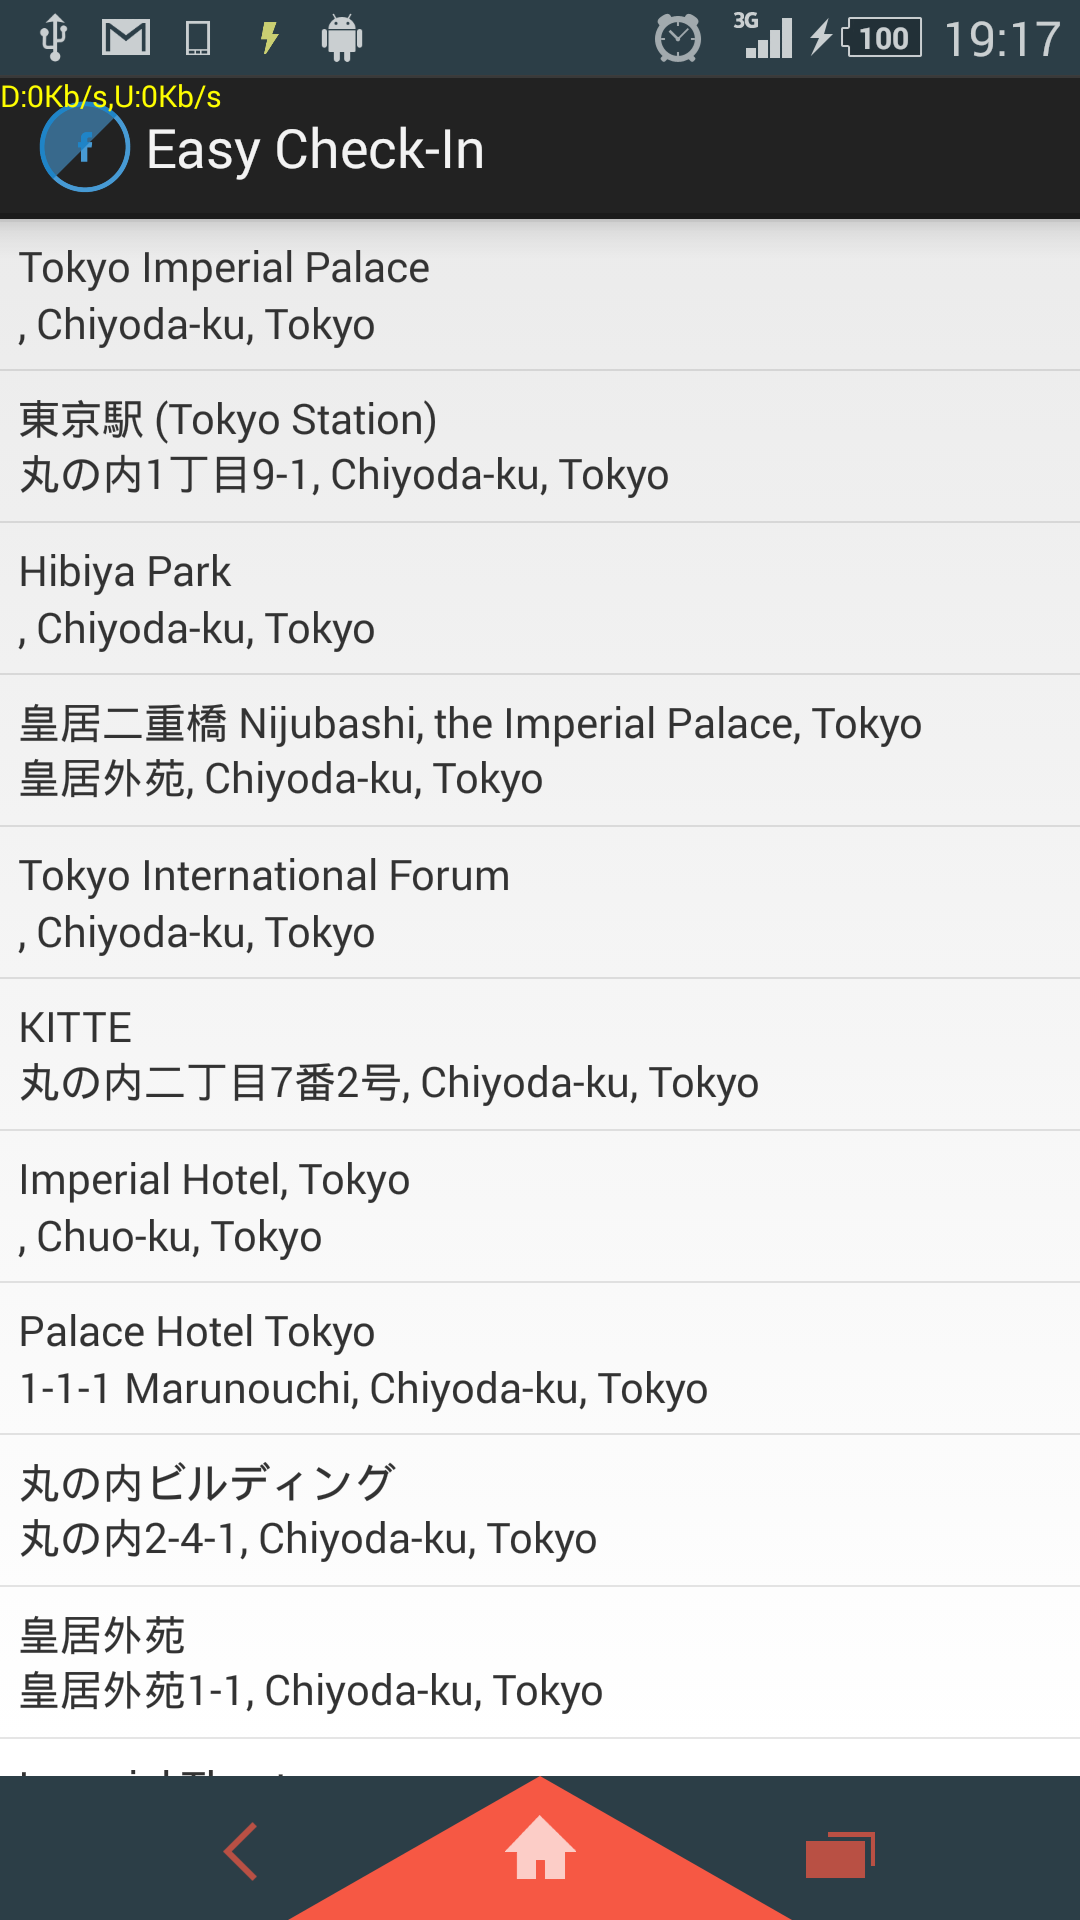 3G
100
19:17
D:0Kb/s,U:0Kb/s
Easy Check-In
Tokyo Imperial Palace
, Chiyoda-ku, Tokyo
東京駅 (Tokyo Station)
丸の内1丁目9-1, Chiyoda-ku, Tokyo
Hibiya Park
, Chiyoda-ku, Tokyo
皇居二重橋 Nijubashi, the Imperial Palace, Tokyo
皇居外苑, Chiyoda-ku, Tokyo
Tokyo International Forum
, Chiyoda-ku, Tokyo
KITTE
丸の内二丁目7番2号, Chiyoda-ku, Tokyo
Imperial Hotel, Tokyo
, Chuo-ku, Tokyo
Palace Hotel Tokyo
1-1-1 Marunouchi, Chiyoda-ku, Tokyo
丸の内ビルディング
丸の内2-4-1, Chiyoda-ku, Tokyo
皇居外苑
皇居外苑1-1, Chiyoda-ku, Tokyo